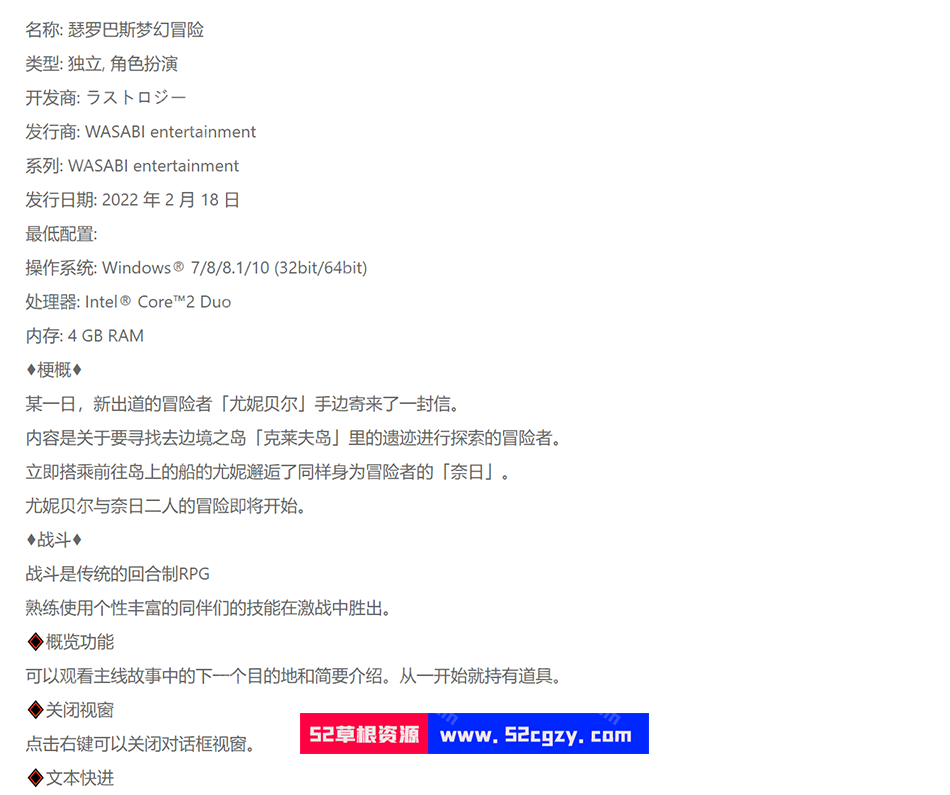 名称: 瑟罗巴斯梦幻冒险
类型: 独立, 角色扮演
开发商: ラストロジー
发行商: WASABI entertainment
系列: WASABI entertainment
发行日期: 2022 年 2 月 18 日
最低配置:
操作系统: Windows® 7/8/8.1/10 (32bit/64bit)
处理器: Intel® Core™2 Duo
内存: 4 GB RAM
♦梗概♦
某一日，新出道的冒险者「尤妮贝尔」手边寄来了一封信。
内容是关于要寻找去边境之岛「克莱夫岛」里的遗迹进行探索的冒险者。
立即搭乘前往岛上的船的尤妮邂逅了同样身为冒险者的「奈日」。
尤妮贝尔与奈日二人的冒险即将开始。
♦战斗♦
战斗是传统的回合制RPG
熟练使用个性丰富的同伴们的技能在激战中胜出。
◆概览功能
可以观看主线故事中的下一个目的地和简要介绍。从一开始就持有道具。
◆关闭视窗
点击右键可以关闭对话框视窗。
52草根资源 www.52cgzy.com
◆文本快进